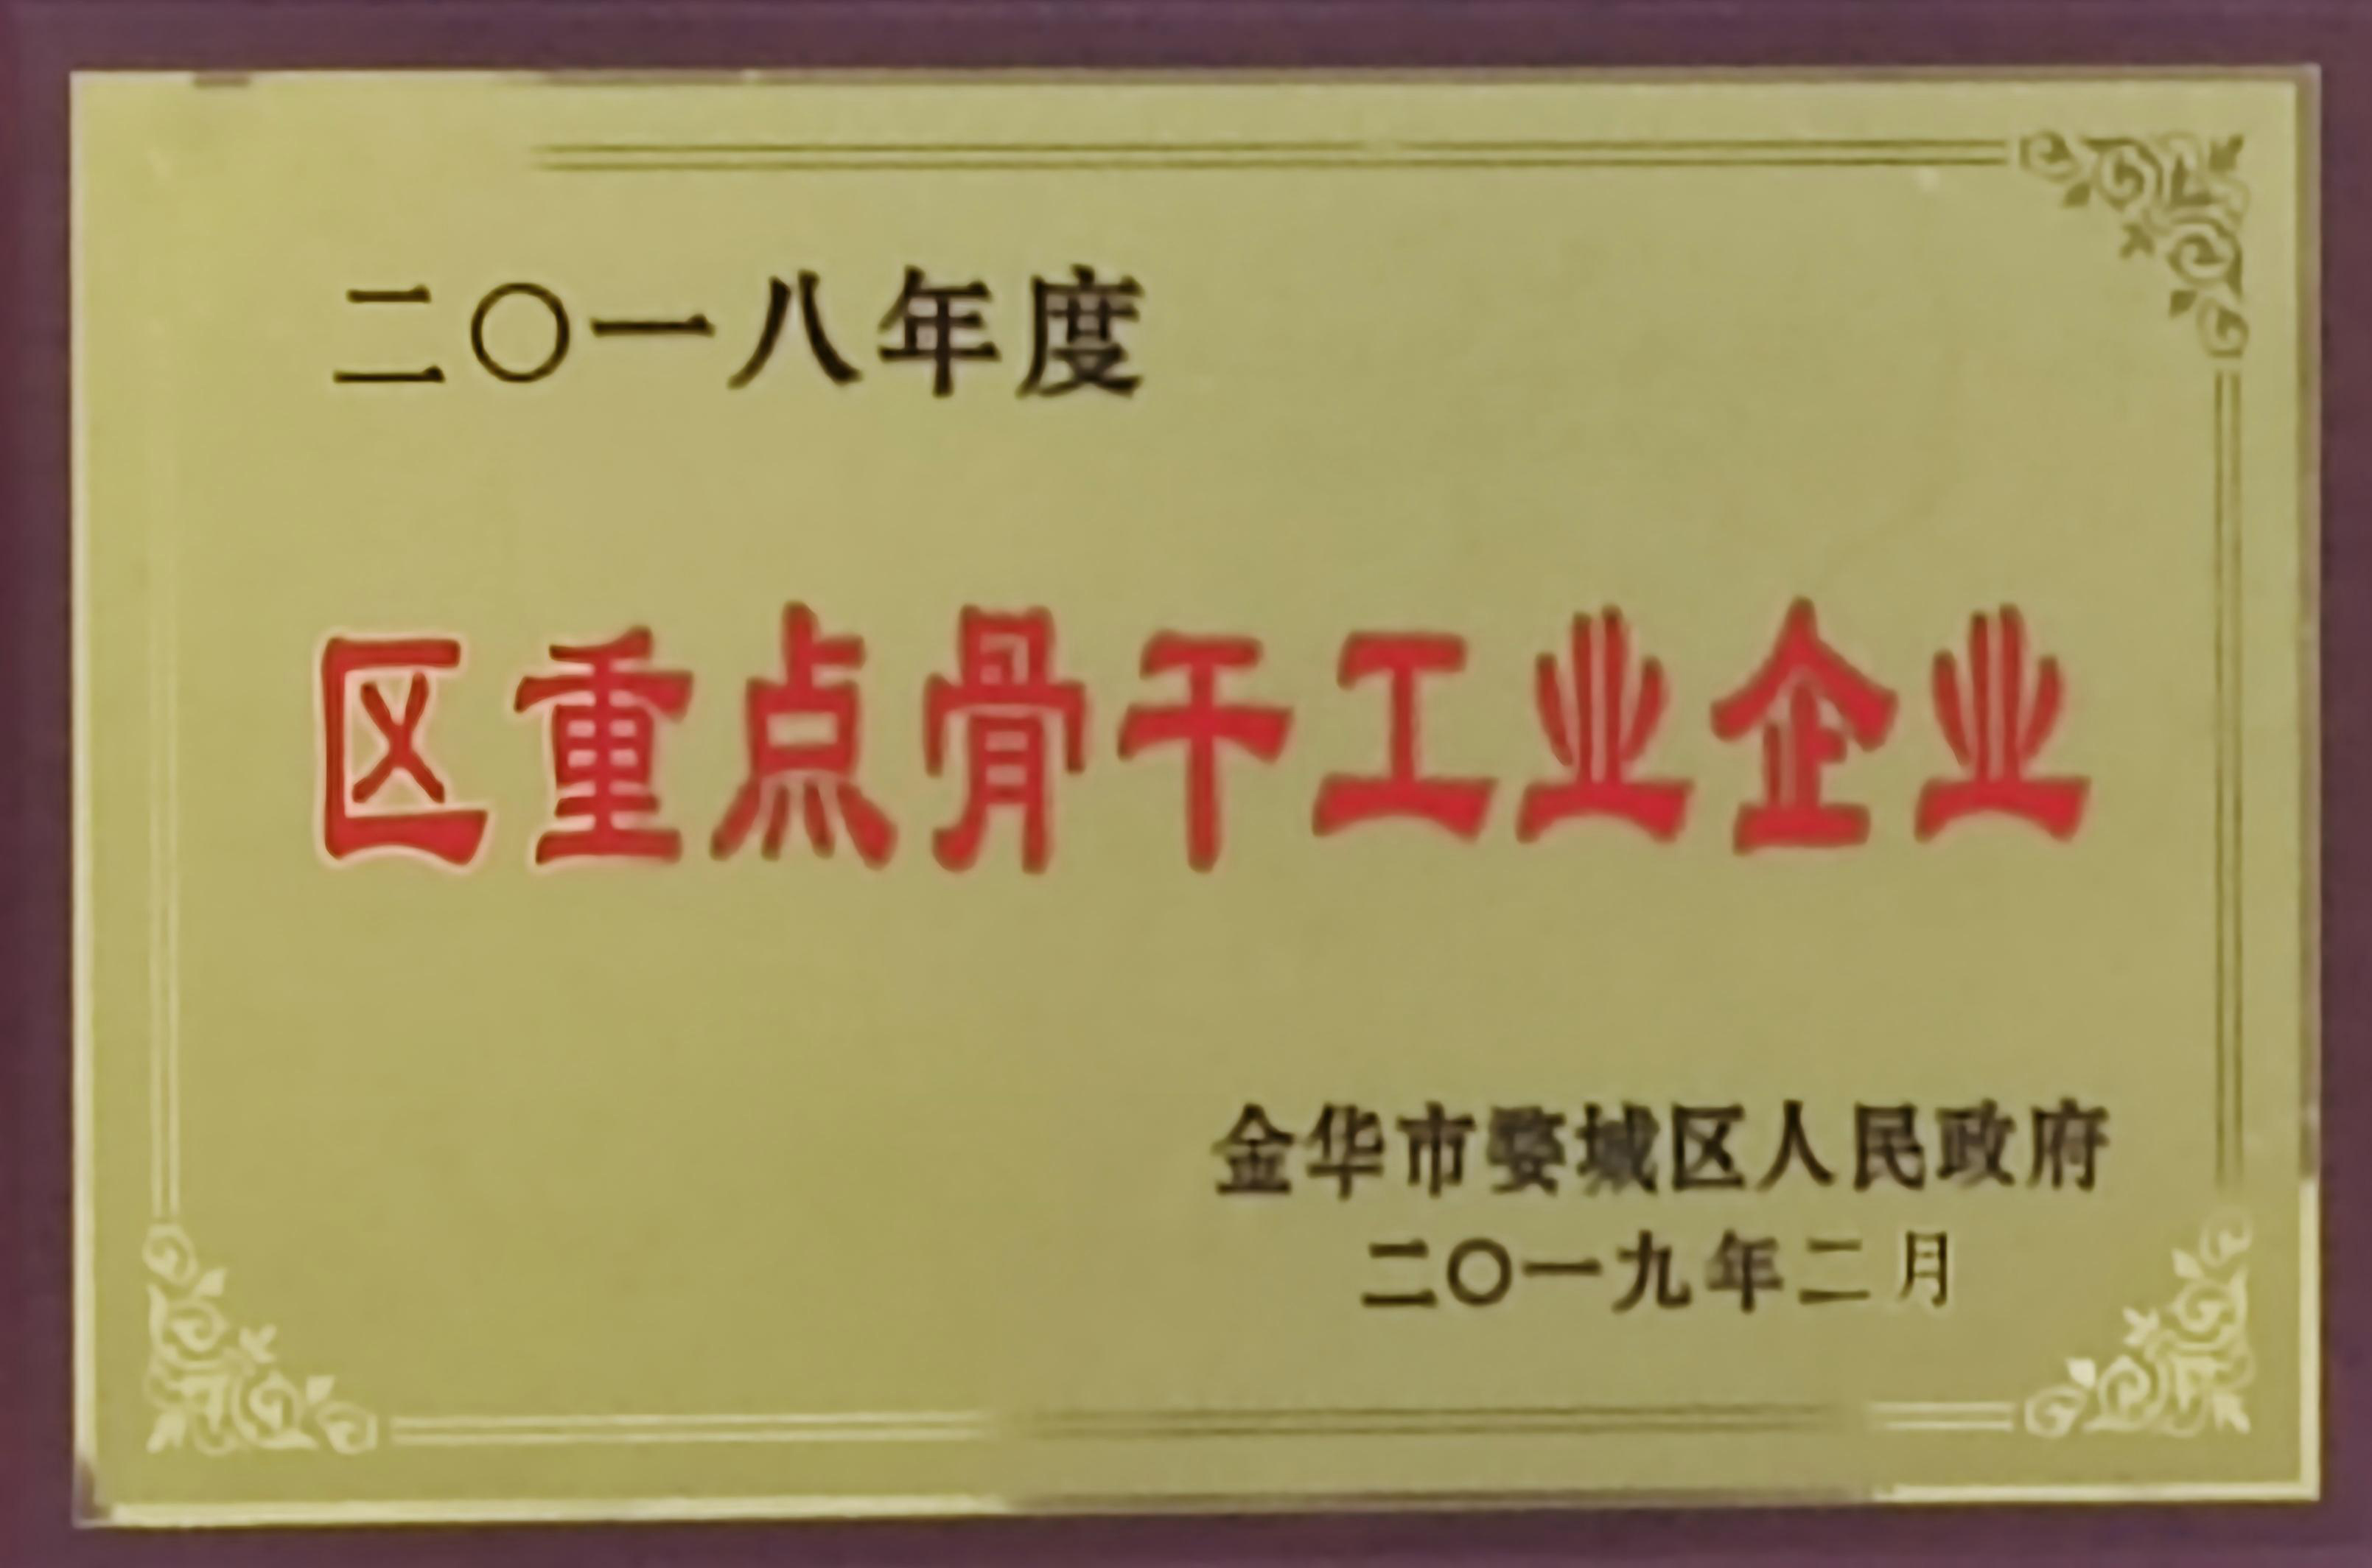 二〇一八年度
区重点骨干工业企业
金华市婺城区人民政府
二〇一九年二月